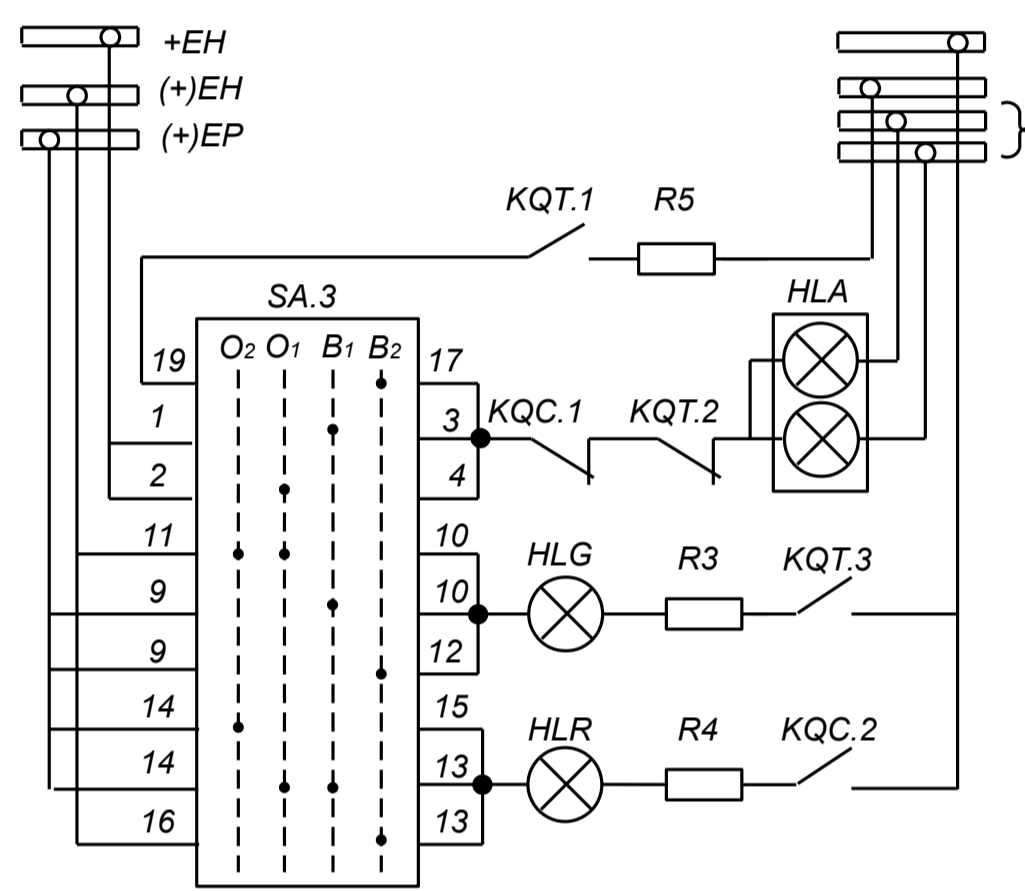 +EH
(+)EH
(+)EP
KQT.1 R5
SA.3 HLA
O2 O1 B1 B2
19 17
1 3 KQC.1 KQT.2
2 4
11 10 HLG R3 KQT.3
9 10
9 12
14 15 HLR R4 KQC.2
14 13
16 13